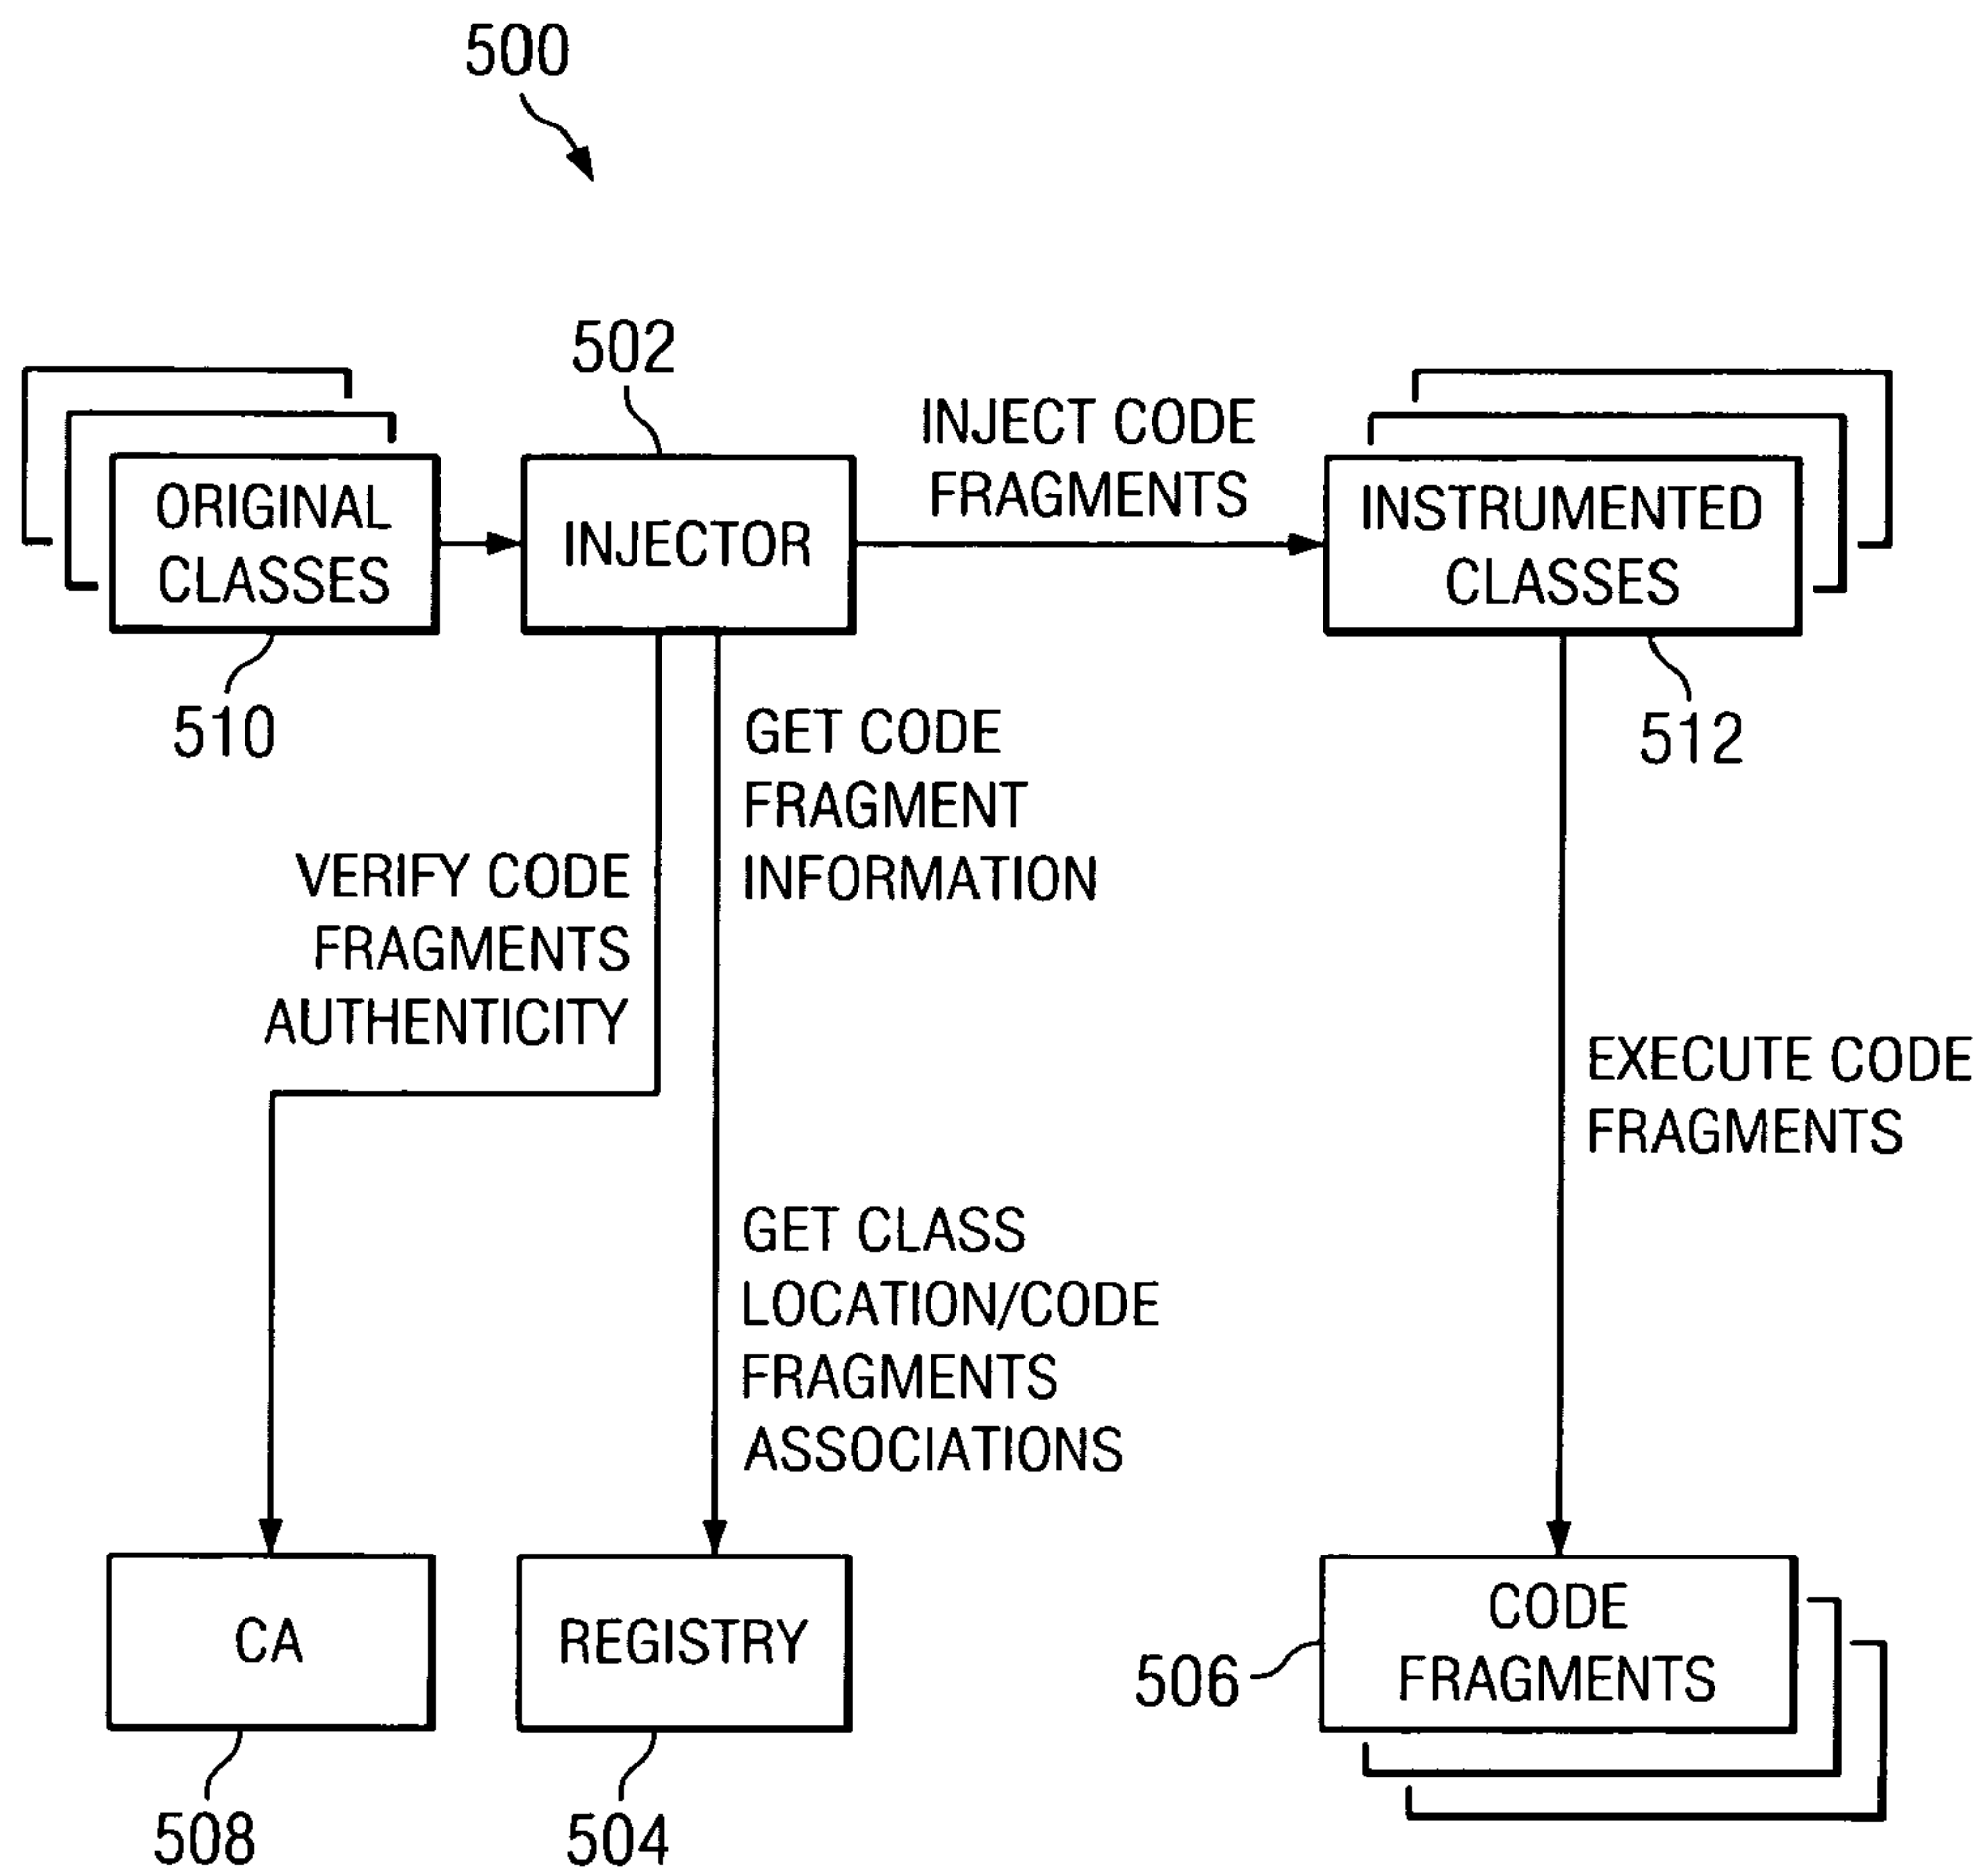 500
502
INJECT CODE
FRAGMENTS
ORIGINAL
CLASSES
INJECTOR
INSTRUMENTED
CLASSES
510
512
GET CODE
FRAGMENT
INFORMATION
VERIFY CODE
FRAGMENTS
AUTHENTICITY
EXECUTE CODE
FRAGMENTS
GET CLASS
LOCATION/CODE
FRAGMENTS
ASSOCIATIONS
CA
REGISTRY
CODE
FRAGMENTS
506
508
504